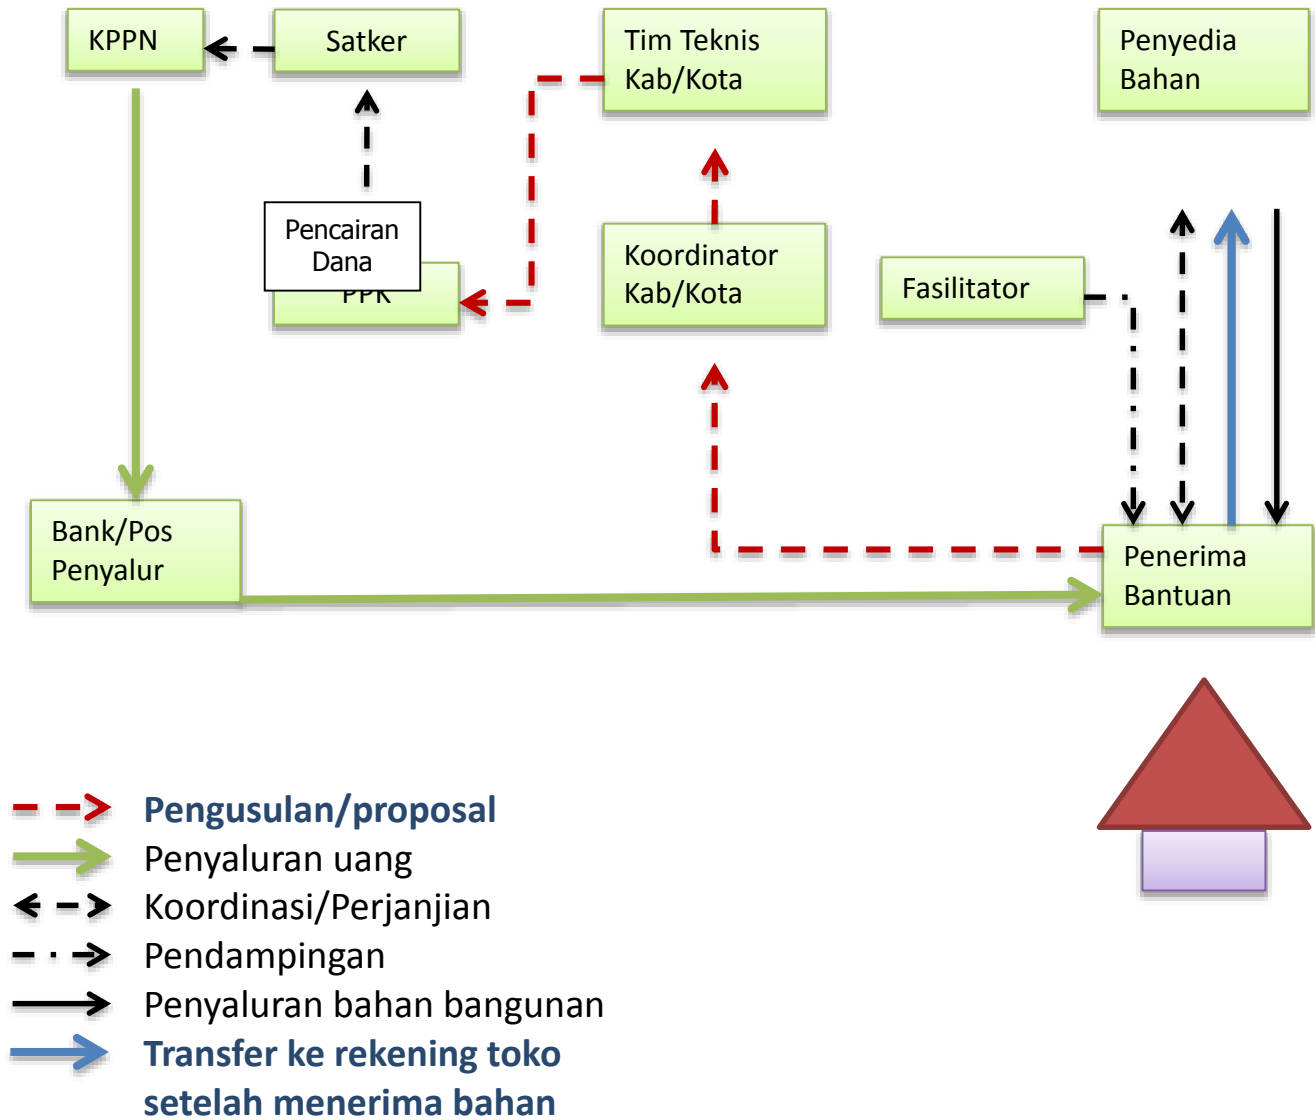 KPPN
Satker
Tim Teknis
Kab/Kota
Penyedia
Bahan
Pencairan
Dana
PPK
Koordinator
Kab/Kota
Fasilitator
Bank/Pos
Penyalur
Penerima
Bantuan
Pengusulan/proposal
Penyaluran uang
Koordinasi/Perjanjian
Pendampingan
Penyaluran bahan bangunan
Transfer ke rekening toko
setelah menerima bahan